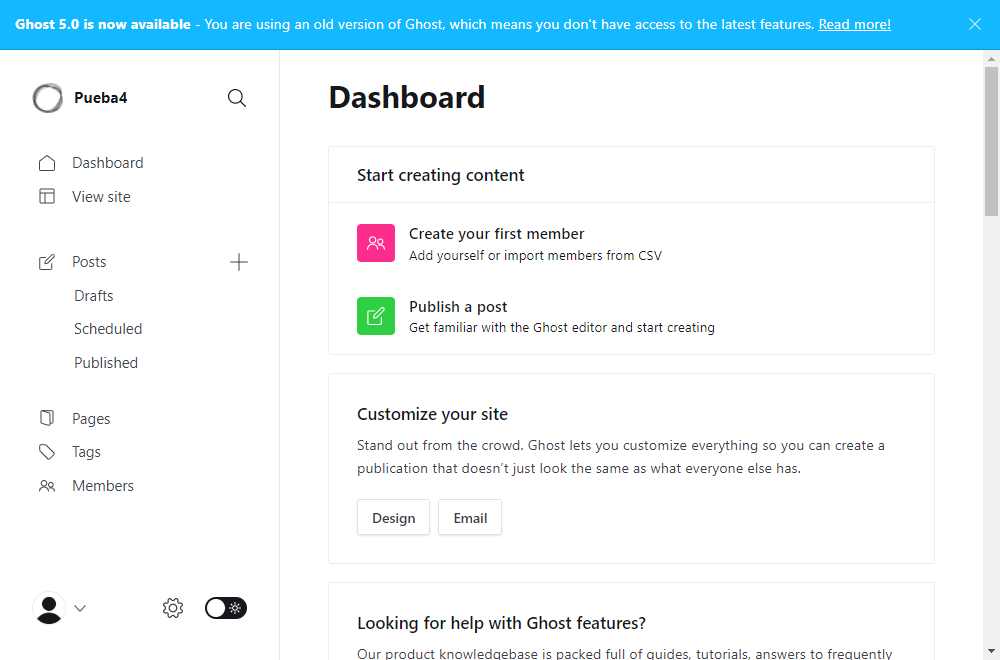 Ghost 5.0 is now available - You are using an old version of Ghost, which means you don't have access to the latest features. Read more!
Pueba4
Dashboard
View site
Posts
Drafts
Scheduled
Published
Pages
Tags
Members
Dashboard
Start creating content
Create your first member
Add yourself or import members from CSV
Publish a post
Get familiar with the Ghost editor and start creating
Customize your site
Stand out from the crowd. Ghost lets you customize everything so you can create a
publication that doesn’t just look the same as what everyone else has.
Design
Email
Looking for help with Ghost features?
Our product knowledgebase is packed full of guides, tutorials, answers to frequently